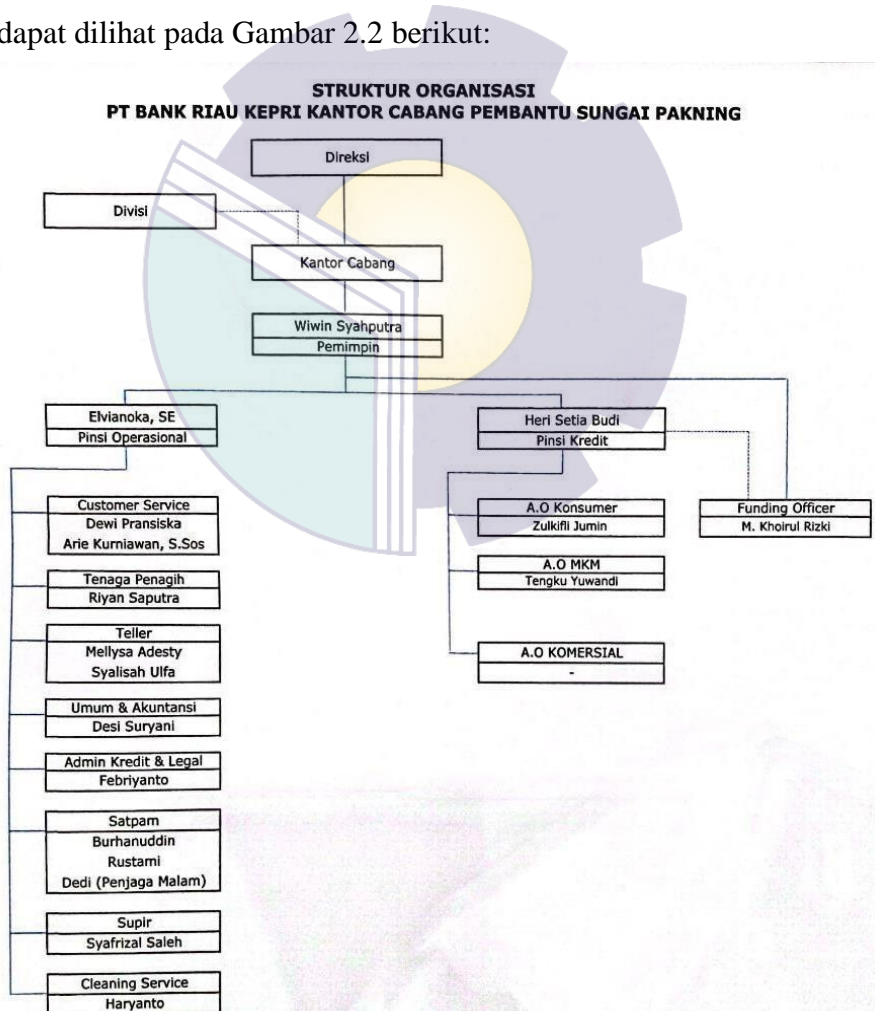 dapat dilihat pada Gambar 2.2 berikut:
STRUKTUR ORGANISASI
PT BANK RIAU KEPRI KANTOR CABANG PEMBANTU SUNGAI PAKNING
Direksi
Divisi
Kantor Cabang
Wiwin Syahputra
Pemimpin
Elvianoka, SE
Pinsi Operasional
Heri Setia Budi
Pinsi Kredit
Customer Service
Dewi Pransiska
Arie Kurniawan, S.Sos
Tenaga Penagih
Riyan Saputra
Teller
Mellysa Adesty
Syalisah Ulfa
Umum & Akuntansi
Desi Suryani
Admin Kredit & Legal
Febriyanto
Satpam
Burhanuddin
Rustami
Dedi (Penjaga Malam)
Supir
Syafrizal Saleh
Cleaning Service
Haryanto
A.O Konsumer
Zulkifli Jumin
A.O MKM
Tengku Yuwandi
A.O KOMERSIAL
-
Funding Officer
M. Khoirul Rizki